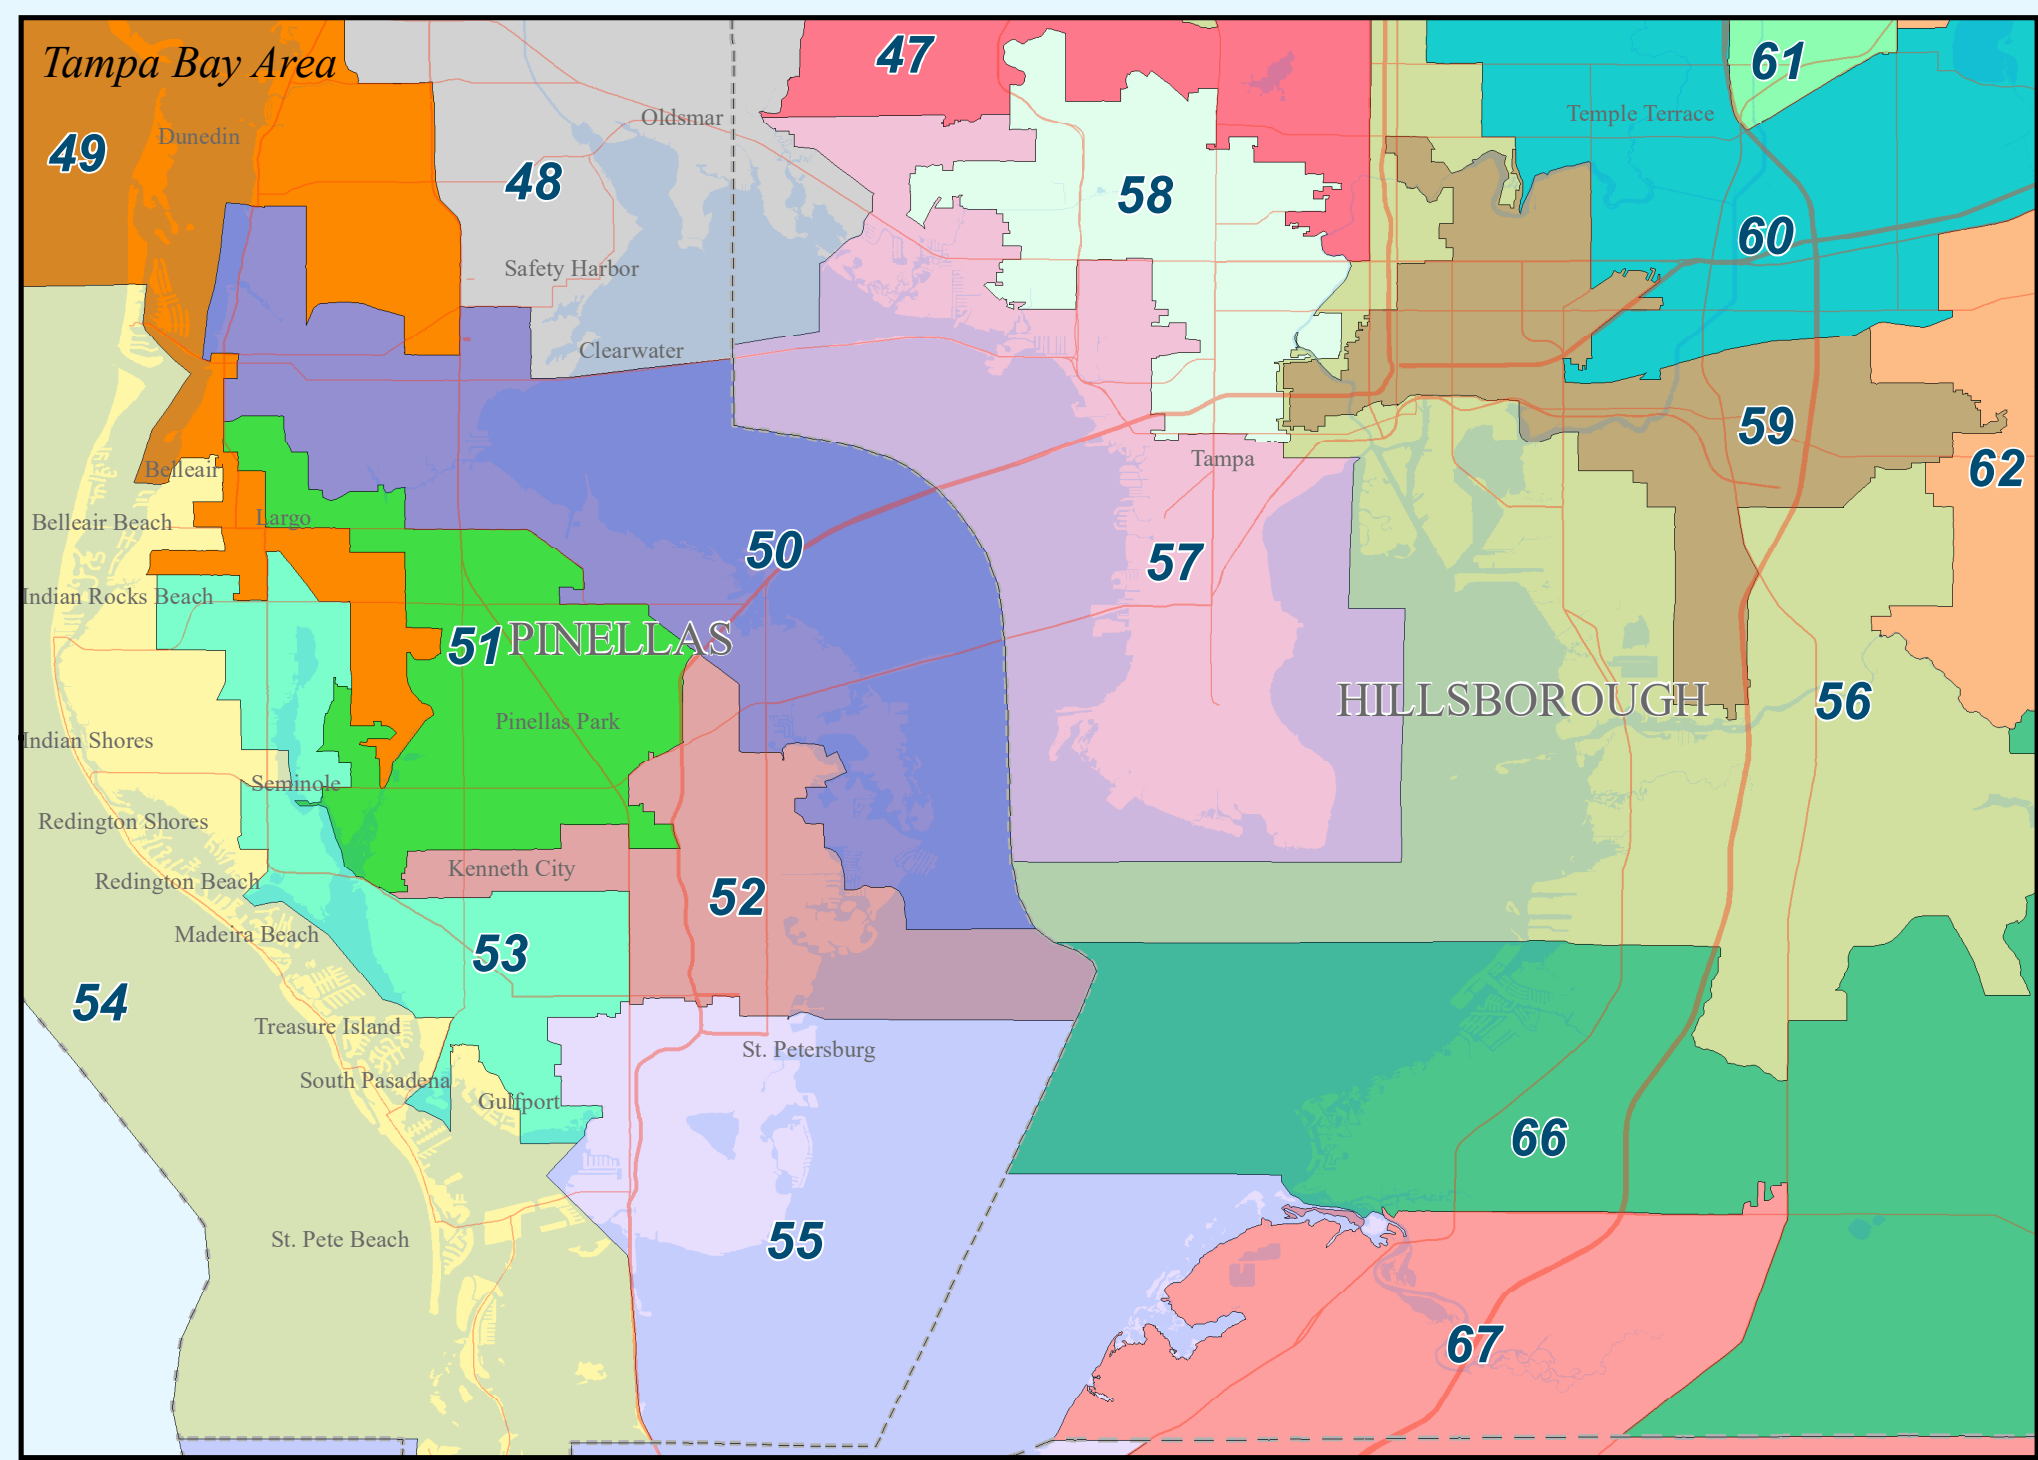 Tampa Bay Area
47
61
Oldsmar
Temple Terrace
Dunedin
49
48
58
60
Safety Harbor
Clearwater
59
Tampa
62
Belleair
Largo
Belleair Beach
50
57
Indian Rocks Beach
51
PINELLAS
HILLSBOROUGH
56
Pinellas Park
Indian Shores
Seminole
Redington Shores
Kenneth City
Redington Beach
52
Madeira Beach
53
54
Treasure Island
St. Petersburg
South Pasadena
Gulfport
66
St. Pete Beach
55
67